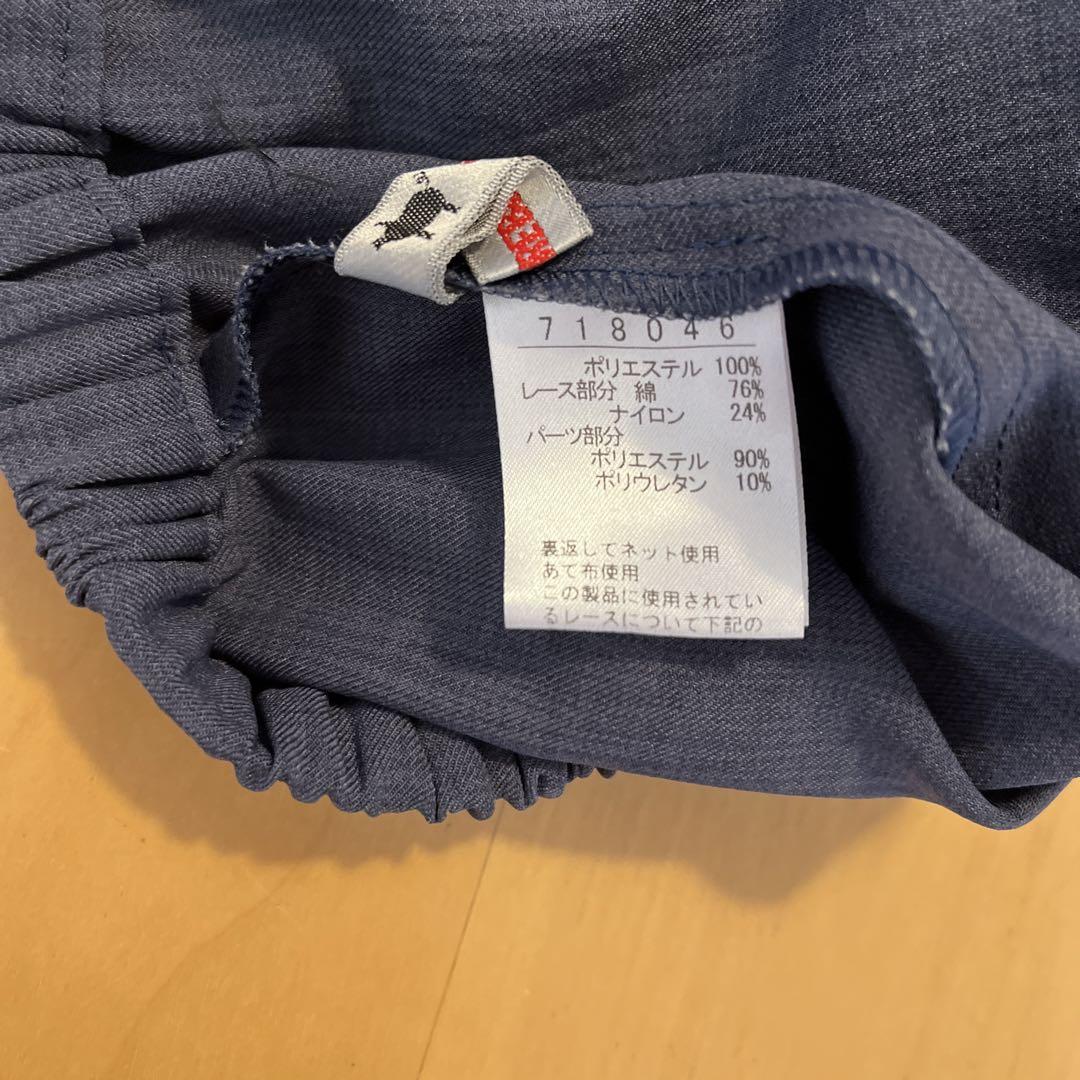 718046
ポリエステル 100%
レース部分 綿 76%
ナイロン 24%
パーツ部分
ポリエステル 90%
ポリウレタン 10%
裏返してネット使用
あて布使用
この製品に使用されてい
るレースについて下記の